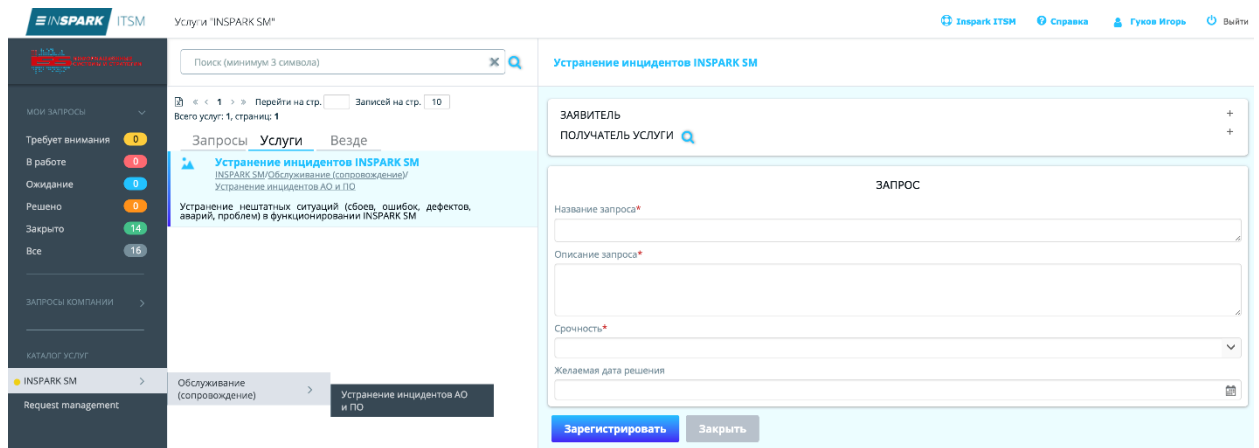 INSPARK ITSM
Услуги "INSPARK SM"
Inspark ITSM
Справка
Гуков Игорь
Выйти
МОИ ЗАПРОСЫ
Требует внимания 0
В работе 0
Ожидание 0
Решено 0
Закрыто 14
Все 16
ЗАПРОСЫ КОМПАНИИ
КАТАЛОГ УСЛУГ
INSPARK SM
Request management
Обслуживание
(сопровождение)
Устранение инцидентов АО
и ПО
Поиск (минимум 3 символа)
« ‹ 1 › » Перейти на стр. Записей на стр. 10
Всего услуг: 1, страниц: 1
Запросы Услуги Везде
Устранение инцидентов INSPARK SM
INSPARK SM/Обслуживание (сопровождение)/
Устранение инцидентов АО и ПО
Устранение нештатных ситуаций (сбоев, ошибок, дефектов,
аварий, проблем) в функционировании INSPARK SM
Устранение инцидентов INSPARK SM
ЗАЯВИТЕЛЬ +
ПОЛУЧАТЕЛЬ УСЛУГИ +
ЗАПРОС
Название запроса*
Описание запроса*
Срочность*
Желаемая дата решения
Зарегистрировать
Закрыть